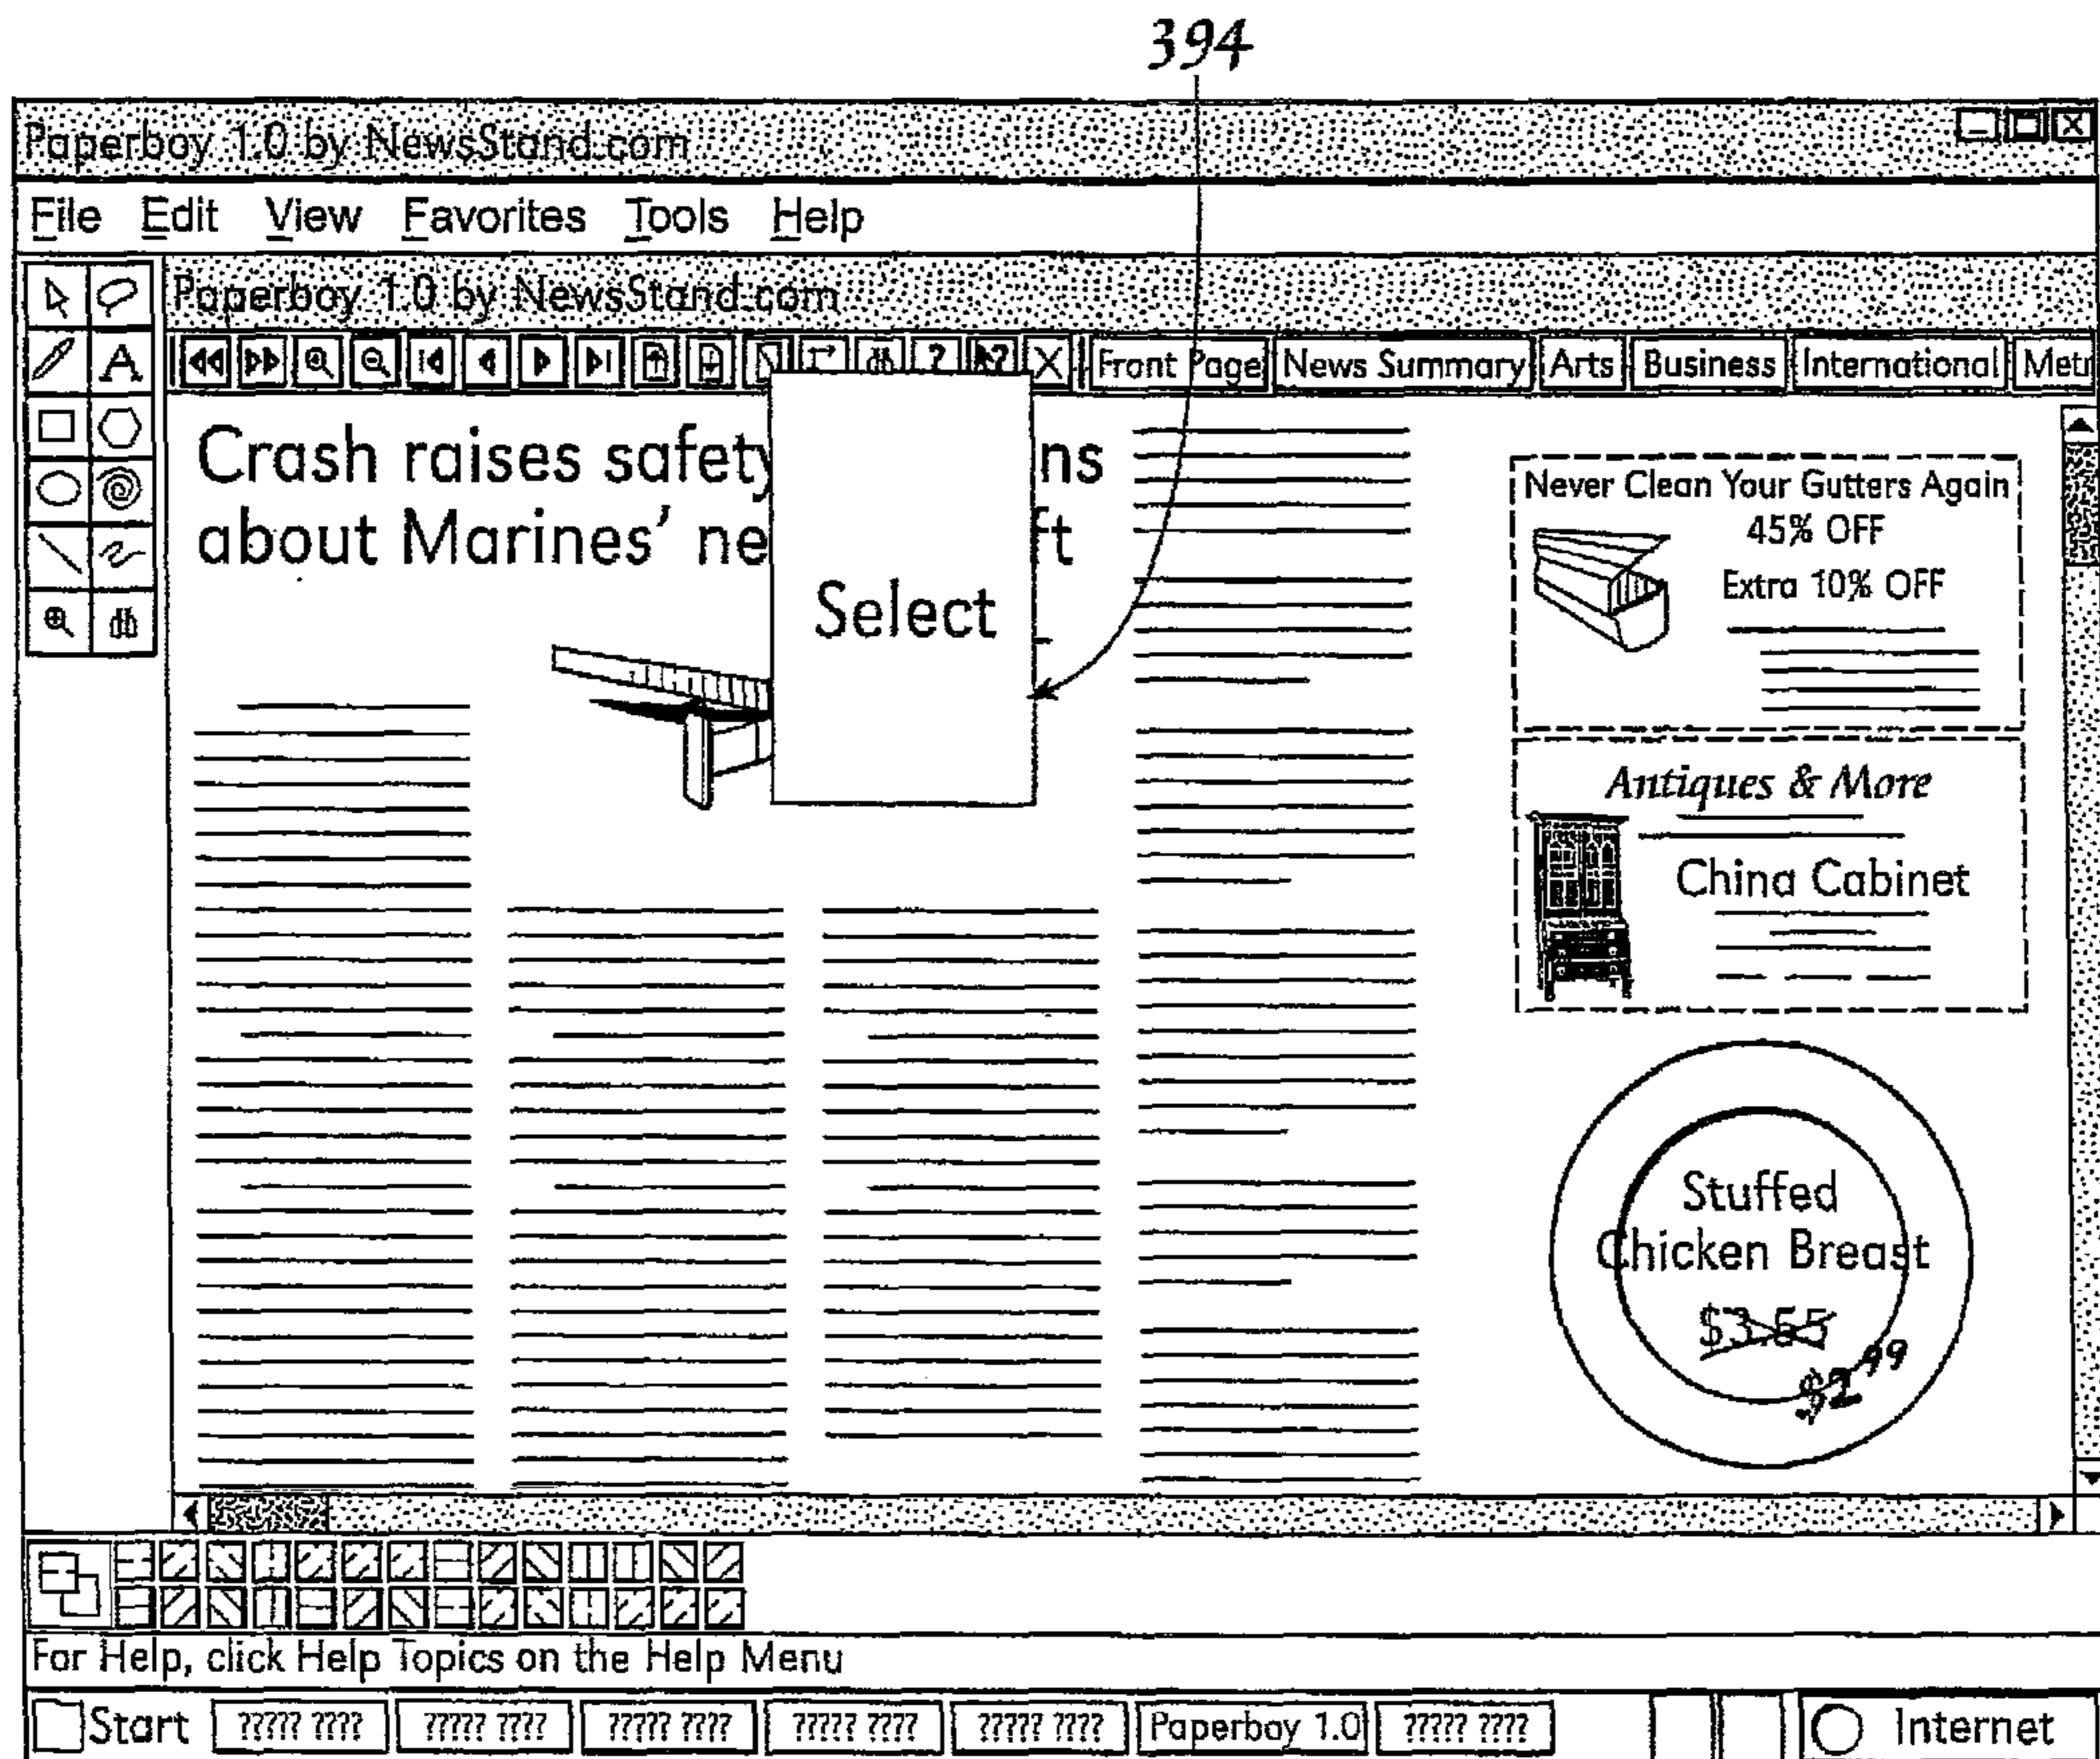 394
Paperboy 1.0 by NewsStand.com
File Edit View Favorites Tools Help
Paperboy 1.0 by NewsStand.com
A
? ? Front Page News Summary Arts Business International Metr
Crash raises safety ns
about Marines' ne ft
Select
Never Clean Your Gutters Again
45% OFF
Extra 10% OFF
Antiques & More
China Cabinet
Stuffed
Chicken Breast
$3.55
$2.99
For Help, click Help Topics on the Help Menu
Start ????? ???? ????? ???? ????? ???? ????? ???? ????? ???? Paperboy 1.0 ????? ???? Internet